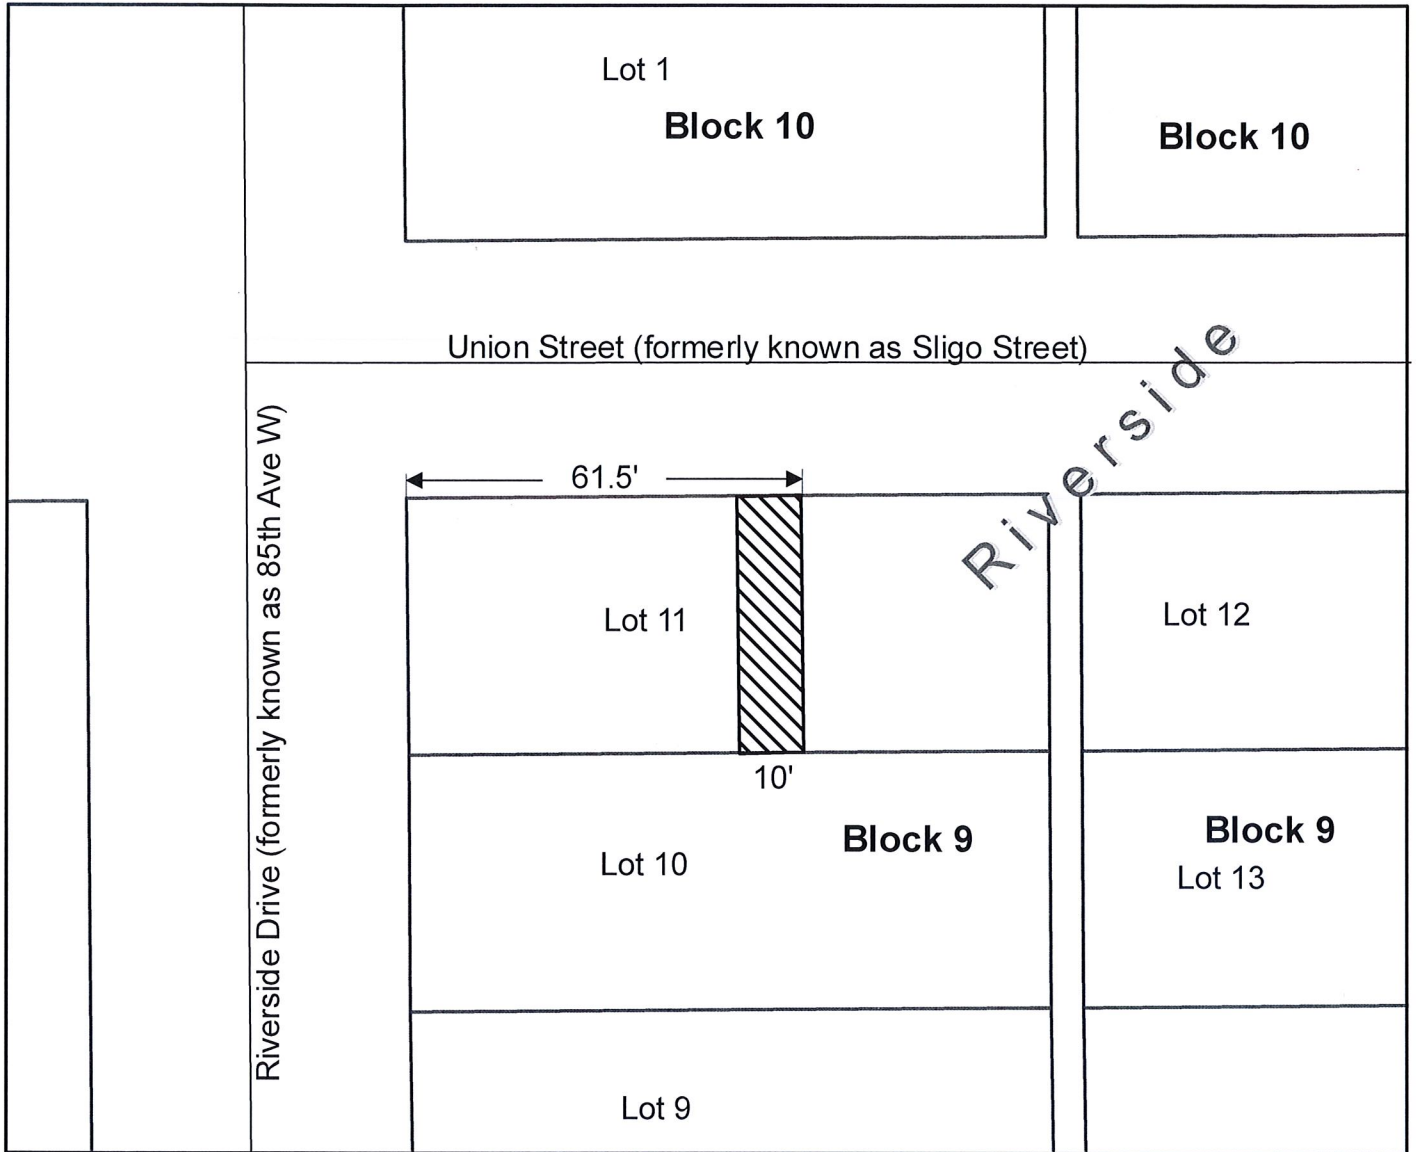 Lot 1
Block 10
Block 10
Union Street (formerly known as Sligo Street)
Riverside
Riverside Drive (formerly known as 85th Ave W)
61.5'
Lot 11
Lot 12
10'
Block 9
Block 9
Lot 10
Lot 13
Lot 9